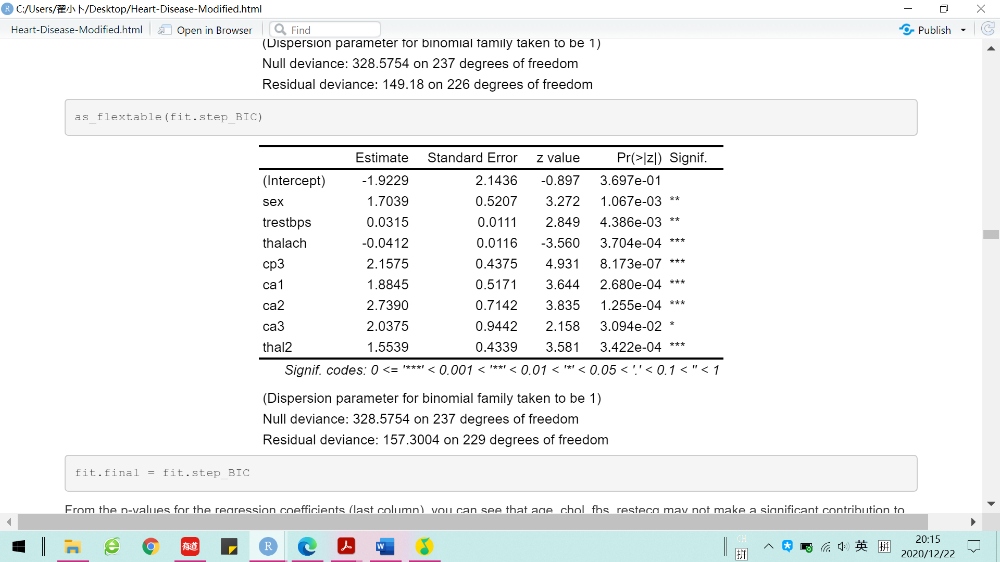 C:/Users/翟小卜/Desktop/Heart-Disease-Modified.html
Heart-Disease-Modified.html Open in Browser Find Publish
(Dispersion parameter for binomial family taken to be 1)
Null deviance: 328.5754 on 237 degrees of freedom
Residual deviance: 149.18 on 226 degrees of freedom
as_flextable(fit.step_BIC)
Estimate Standard Error z value Pr(>|z|) Signif.
(Intercept) -1.9229 2.1436 -0.897 3.697e-01
sex 1.7039 0.5207 3.272 1.067e-03 **
trestbps 0.0315 0.0111 2.849 4.386e-03 **
thalach -0.0412 0.0116 -3.560 3.704e-04 ***
cp3 2.1575 0.4375 4.931 8.173e-07 ***
ca1 1.8845 0.5171 3.644 2.680e-04 ***
ca2 2.7390 0.7142 3.835 1.255e-04 ***
ca3 2.0375 0.9442 2.158 3.094e-02 *
thal2 1.5539 0.4339 3.581 3.422e-04 ***
Signif. codes: 0 <= '***' < 0.001 < '**' < 0.01 < '*' < 0.05 < '.' < 0.1 < '' < 1
(Dispersion parameter for binomial family taken to be 1)
Null deviance: 328.5754 on 237 degrees of freedom
Residual deviance: 157.3004 on 229 degrees of freedom
fit.final = fit.step_BIC
From the p-values for the regression coefficients (last column), you can see that age, chol, fbs, restecg may not make a significant contribution to
有道 R W CH 拼 英 拼 20:15
2020/12/22